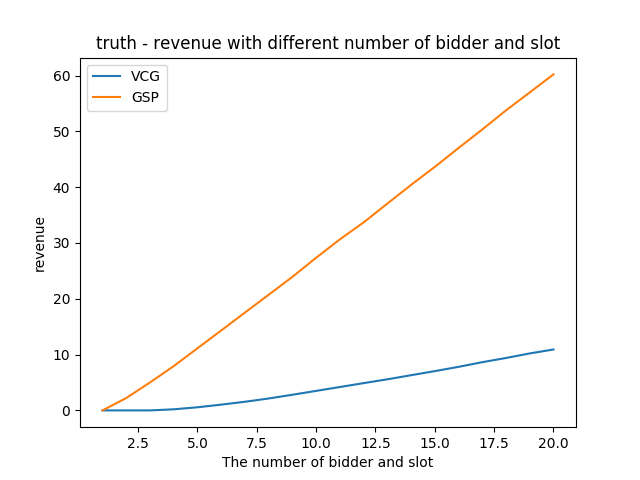 truth - revenue with different number of bidder and slot
VCG
GSP
60
50
40
30
20
10
0
revenue
2.5 5.0 7.5 10.0 12.5 15.0 17.5 20.0
The number of bidder and slot